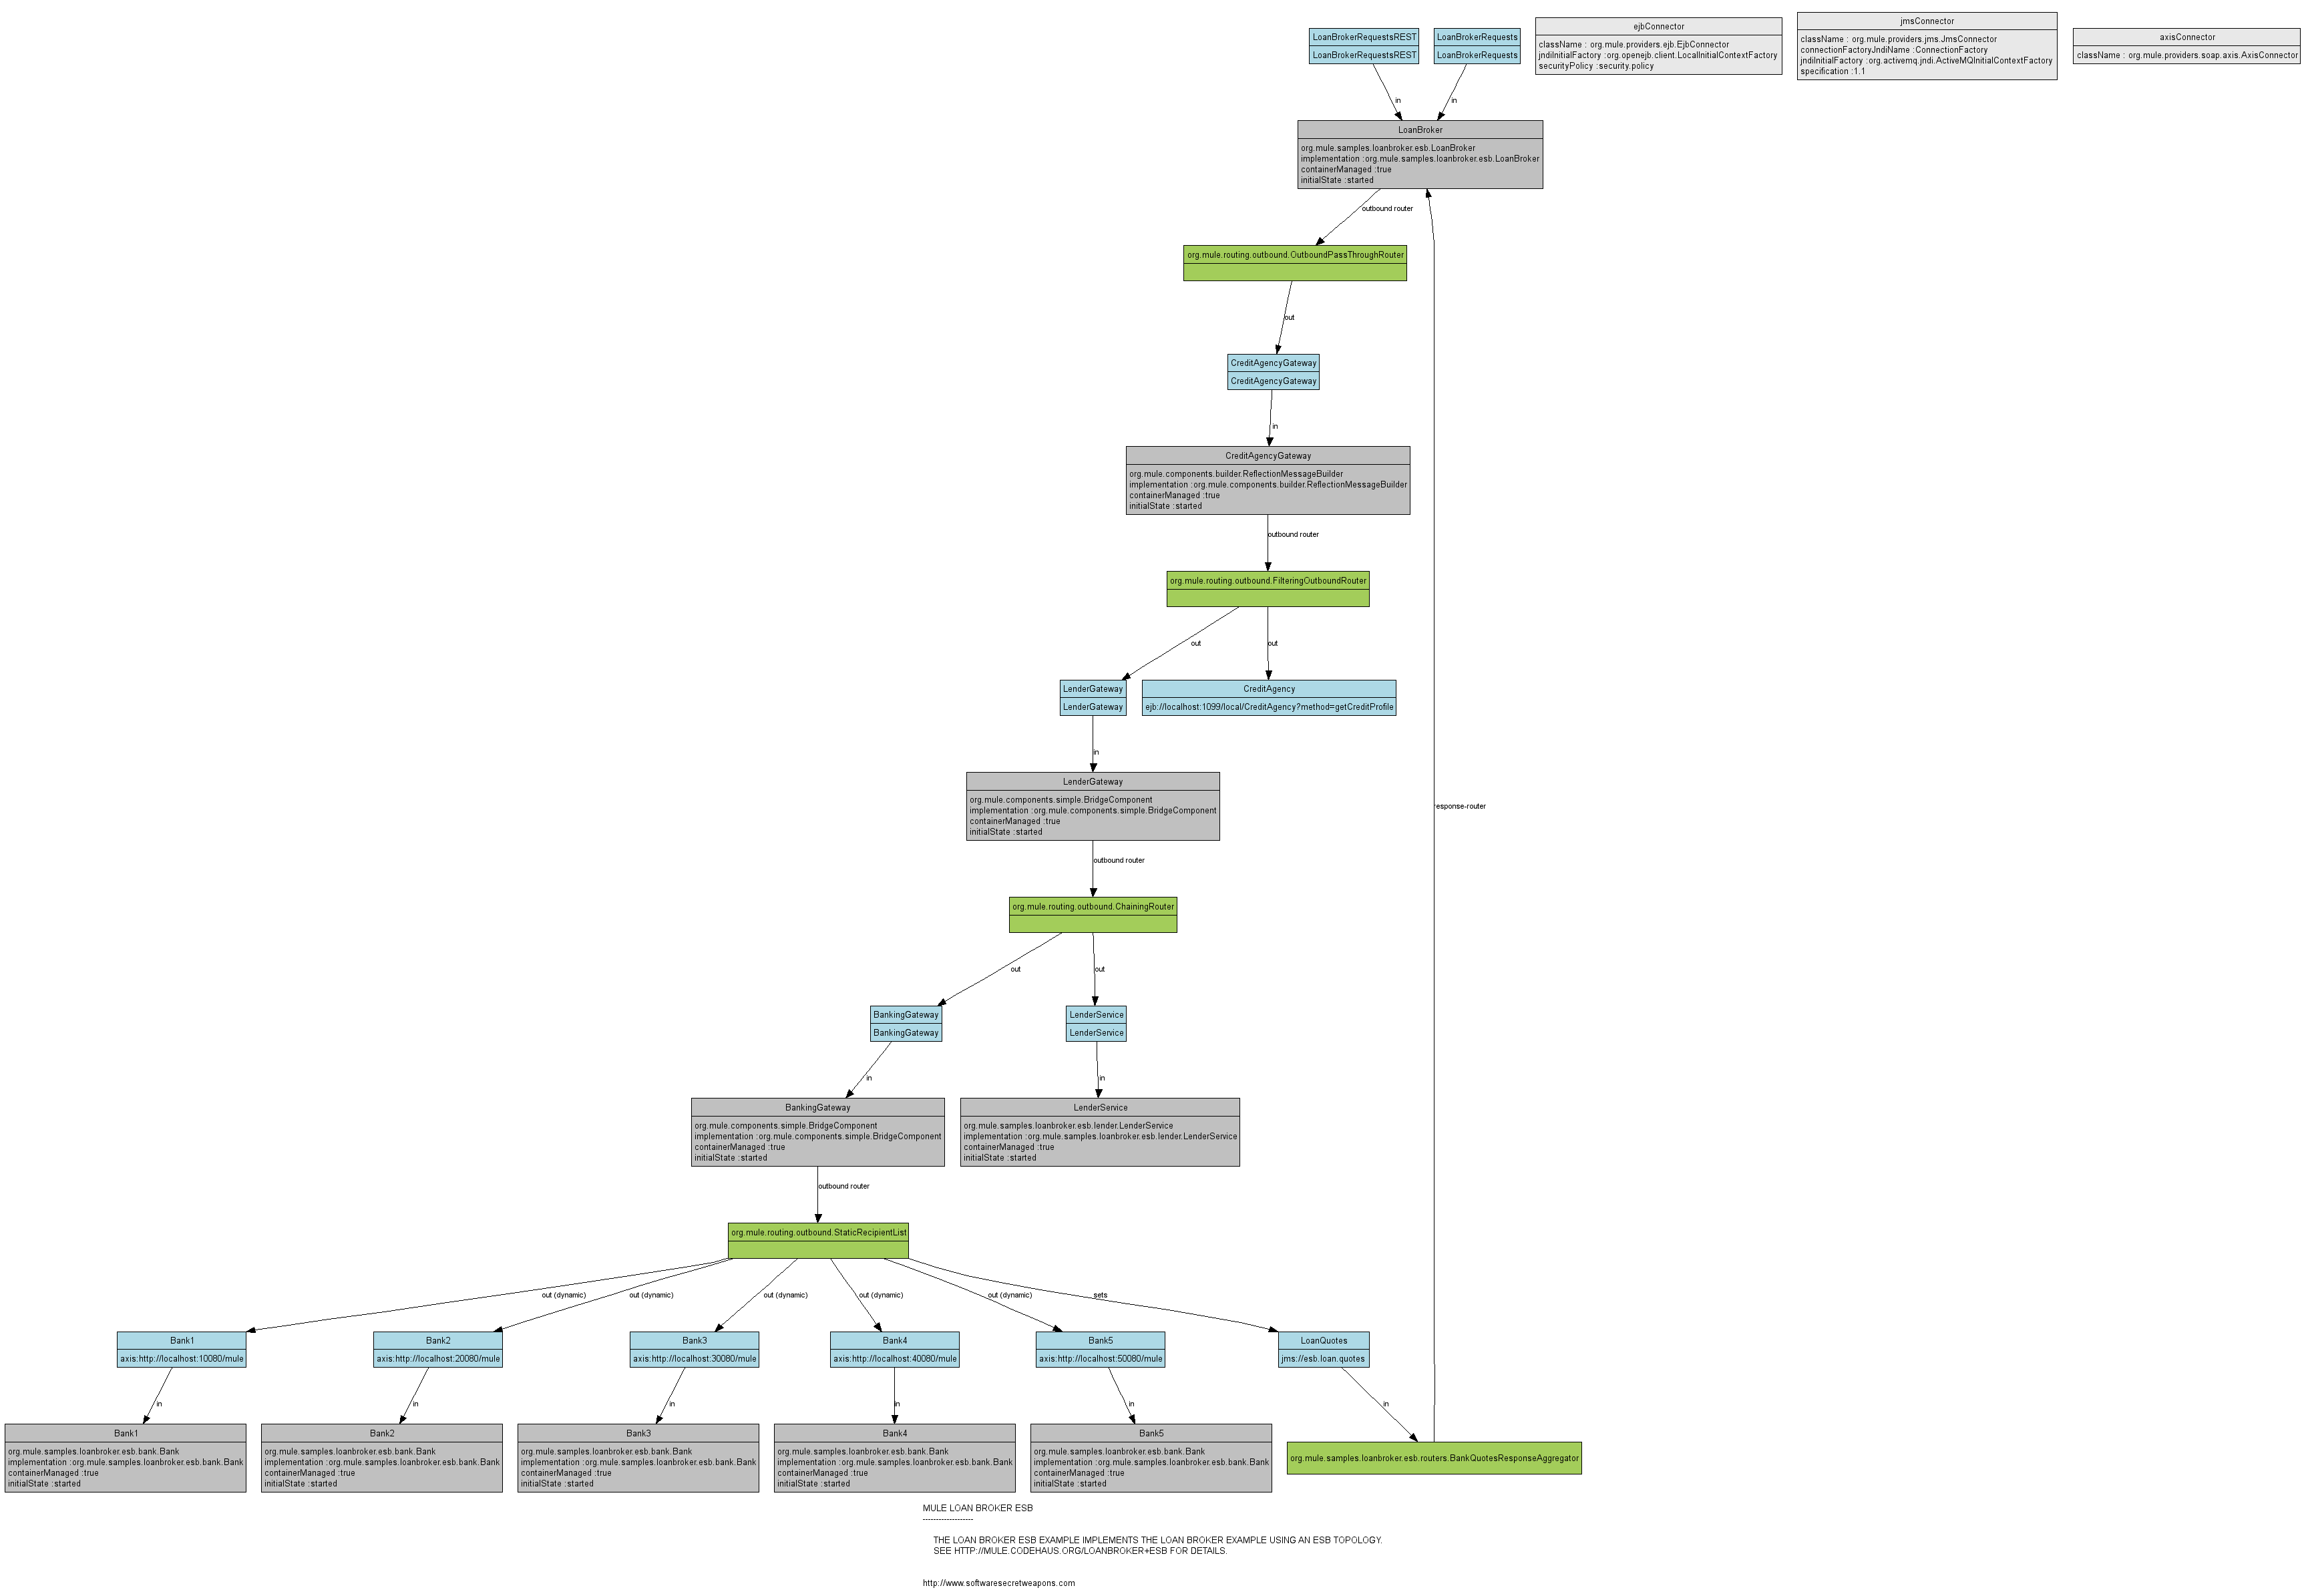 LoanBrokerRequestsREST
LoanBrokerRequestsREST
LoanBrokerRequests
LoanBrokerRequests
ejbConnector
className : org.mule.providers.ejb.EjbConnector
jndiInitialFactory :org.openejb.client.LocalInitialContextFactory
securityPolicy :security.policy
jmsConnector
className : org.mule.providers.jms.JmsConnector
connectionFactoryJndiName :ConnectionFactory
jndiInitialFactory :org.activemq.jndi.ActiveMQInitialContextFactory
specification :1.1
axisConnector
className : org.mule.providers.soap.axis.AxisConnector
in
in
LoanBroker
org.mule.samples.loanbroker.esb.LoanBroker
implementation :org.mule.samples.loanbroker.esb.LoanBroker
containerManaged :true
initialState :started
outbound router
org.mule.routing.outbound.OutboundPassThroughRouter
out
CreditAgencyGateway
CreditAgencyGateway
in
CreditAgencyGateway
org.mule.components.builder.ReflectionMessageBuilder
implementation :org.mule.components.builder.ReflectionMessageBuilder
containerManaged :true
initialState :started
outbound router
org.mule.routing.outbound.FilteringOutboundRouter
out
out
LenderGateway
LenderGateway
CreditAgency
ejb://localhost:1099/local/CreditAgency?method=getCreditProfile
in
LenderGateway
org.mule.components.simple.BridgeComponent
implementation :org.mule.components.simple.BridgeComponent
containerManaged :true
initialState :started
response-router
outbound router
org.mule.routing.outbound.ChainingRouter
out
out
BankingGateway
BankingGateway
LenderService
LenderService
in
in
BankingGateway
org.mule.components.simple.BridgeComponent
implementation :org.mule.components.simple.BridgeComponent
containerManaged :true
initialState :started
LenderService
org.mule.samples.loanbroker.esb.lender.LenderService
implementation :org.mule.samples.loanbroker.esb.lender.LenderService
containerManaged :true
initialState :started
outbound router
org.mule.routing.outbound.StaticRecipientList
out (dynamic)
out (dynamic)
out (dynamic)
out (dynamic)
out (dynamic)
sets
Bank1
axis:http://localhost:10080/mule
Bank2
axis:http://localhost:20080/mule
Bank3
axis:http://localhost:30080/mule
Bank4
axis:http://localhost:40080/mule
Bank5
axis:http://localhost:50080/mule
LoanQuotes
jms://esb.loan.quotes
in
in
in
in
in
in
Bank1
org.mule.samples.loanbroker.esb.bank.Bank
implementation :org.mule.samples.loanbroker.esb.bank.Bank
containerManaged :true
initialState :started
Bank2
org.mule.samples.loanbroker.esb.bank.Bank
implementation :org.mule.samples.loanbroker.esb.bank.Bank
containerManaged :true
initialState :started
Bank3
org.mule.samples.loanbroker.esb.bank.Bank
implementation :org.mule.samples.loanbroker.esb.bank.Bank
containerManaged :true
initialState :started
Bank4
org.mule.samples.loanbroker.esb.bank.Bank
implementation :org.mule.samples.loanbroker.esb.bank.Bank
containerManaged :true
initialState :started
Bank5
org.mule.samples.loanbroker.esb.bank.Bank
implementation :org.mule.samples.loanbroker.esb.bank.Bank
containerManaged :true
initialState :started
org.mule.samples.loanbroker.esb.routers.BankQuotesResponseAggregator
MULE LOAN BROKER ESB
-------------------
THE LOAN BROKER ESB EXAMPLE IMPLEMENTS THE LOAN BROKER EXAMPLE USING AN ESB TOPOLOGY.
SEE HTTP://MULE.CODEHAUS.ORG/LOANBROKER+ESB FOR DETAILS.
http://www.softwaresecretweapons.com